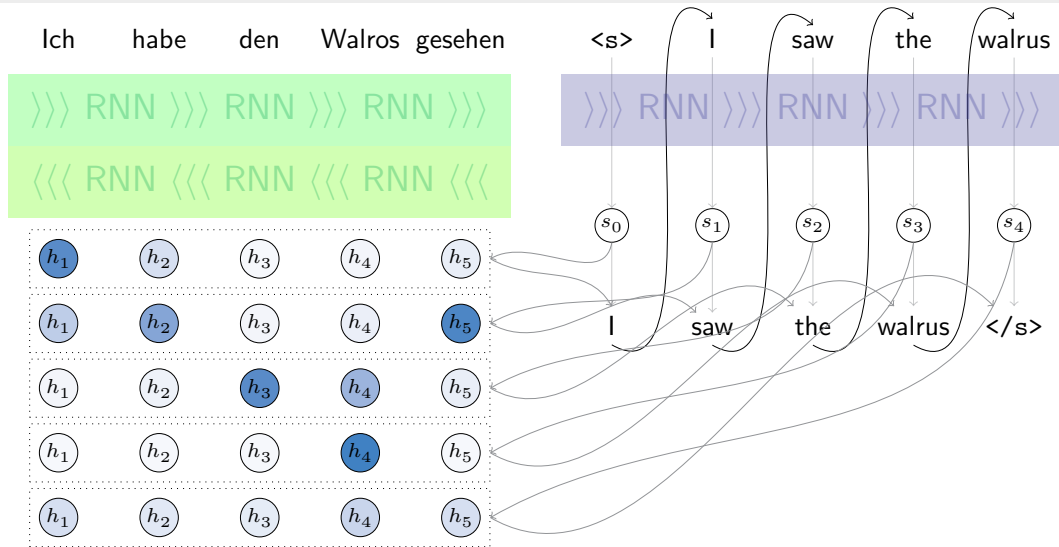 Ich habe den Walros gesehen <s> I saw the walrus
⟩⟩⟩ RNN ⟩⟩⟩ RNN ⟩⟩⟩ RNN ⟩⟩⟩ ⟩⟩⟩ RNN ⟩⟩⟩ RNN ⟩⟩⟩ RNN ⟩⟩⟩
⟨⟨⟨ RNN ⟨⟨⟨ RNN ⟨⟨⟨ RNN ⟨⟨⟨
s₀ s₁ s₂ s₃ s₄
h₁ h₂ h₃ h₄ h₅
h₁ h₂ h₃ h₄ h₅ I saw the walrus </s>
h₁ h₂ h₃ h₄ h₅
h₁ h₂ h₃ h₄ h₅
h₁ h₂ h₃ h₄ h₅